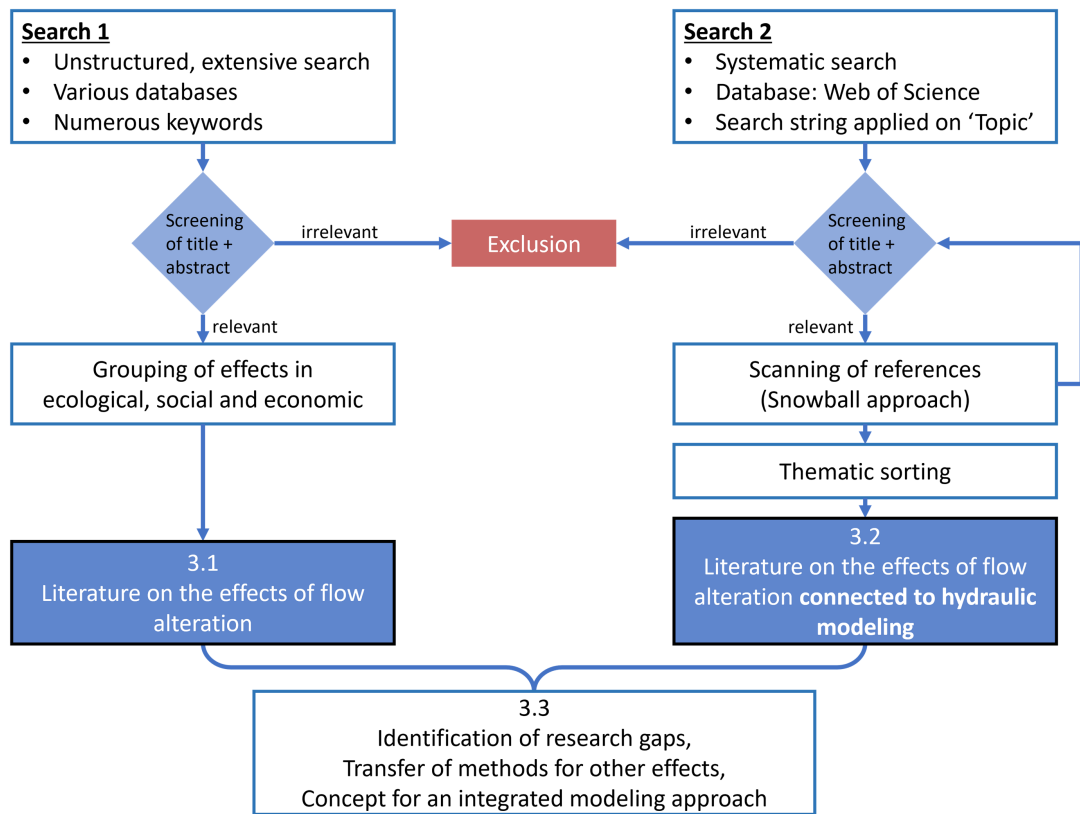 Search 1
• Unstructured, extensive search
• Various databases
• Numerous keywords
Search 2
• Systematic search
• Database: Web of Science
• Search string applied on ‘Topic’
Screening
of title +
abstract
irrelevant
Exclusion
irrelevant
Screening
of title +
abstract
relevant
relevant
Grouping of effects in
ecological, social and economic
Scanning of references
(Snowball approach)
Thematic sorting
3.1
Literature on the effects of flow
alteration
3.2
Literature on the effects of flow
alteration connected to hydraulic
modeling
3.3
Identification of research gaps,
Transfer of methods for other effects,
Concept for an integrated modeling approach